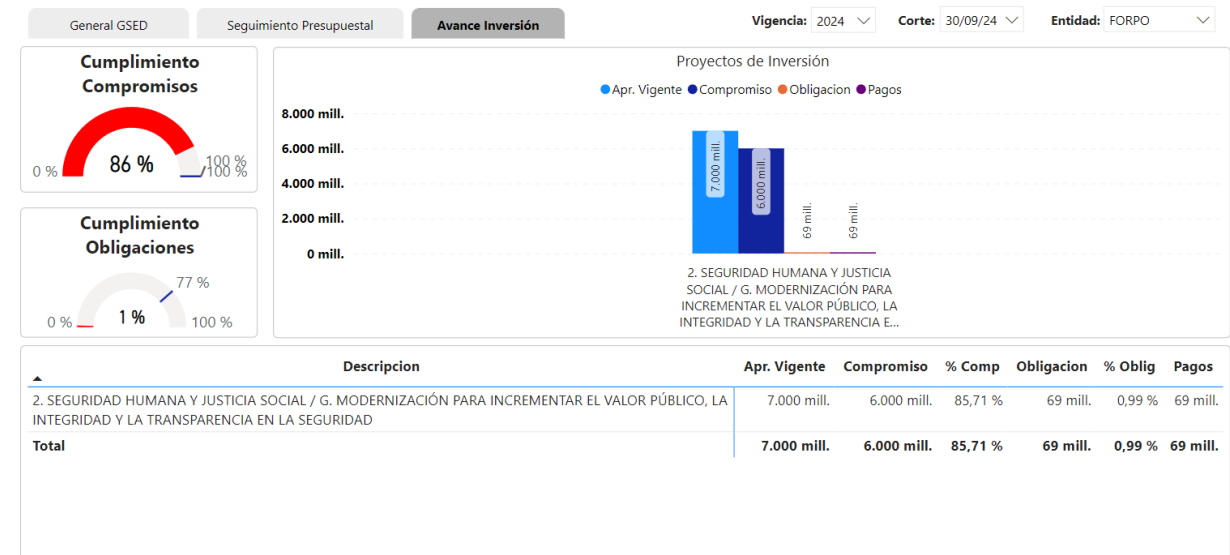 General GSED
Seguimiento Presupuestal
Avance Inversión
Vigencia: 2024
Corte: 30/09/24
Entidad: FORPO
Cumplimiento
Compromisos
0 %
86 %
100 %
100 %
Cumplimiento
Obligaciones
77 %
0 %
1 %
100 %
Proyectos de Inversión
Apr. Vigente Compromiso Obligacion Pagos
8.000 mill.
6.000 mill.
4.000 mill.
2.000 mill.
0 mill.
7.000 mill.
6.000 mill.
69 mill.
69 mill.
2. SEGURIDAD HUMANA Y JUSTICIA
SOCIAL / G. MODERNIZACIÓN PARA
INCREMENTAR EL VALOR PÚBLICO, LA
INTEGRIDAD Y LA TRANSPARENCIA E...
Descripcion Apr. Vigente Compromiso % Comp Obligacion % Oblig Pagos
2. SEGURIDAD HUMANA Y JUSTICIA SOCIAL / G. MODERNIZACIÓN PARA INCREMENTAR EL VALOR PÚBLICO, LA 7.000 mill. 6.000 mill. 85,71 % 69 mill. 0,99 % 69 mill.
INTEGRIDAD Y LA TRANSPARENCIA EN LA SEGURIDAD
Total 7.000 mill. 6.000 mill. 85,71 % 69 mill. 0,99 % 69 mill.